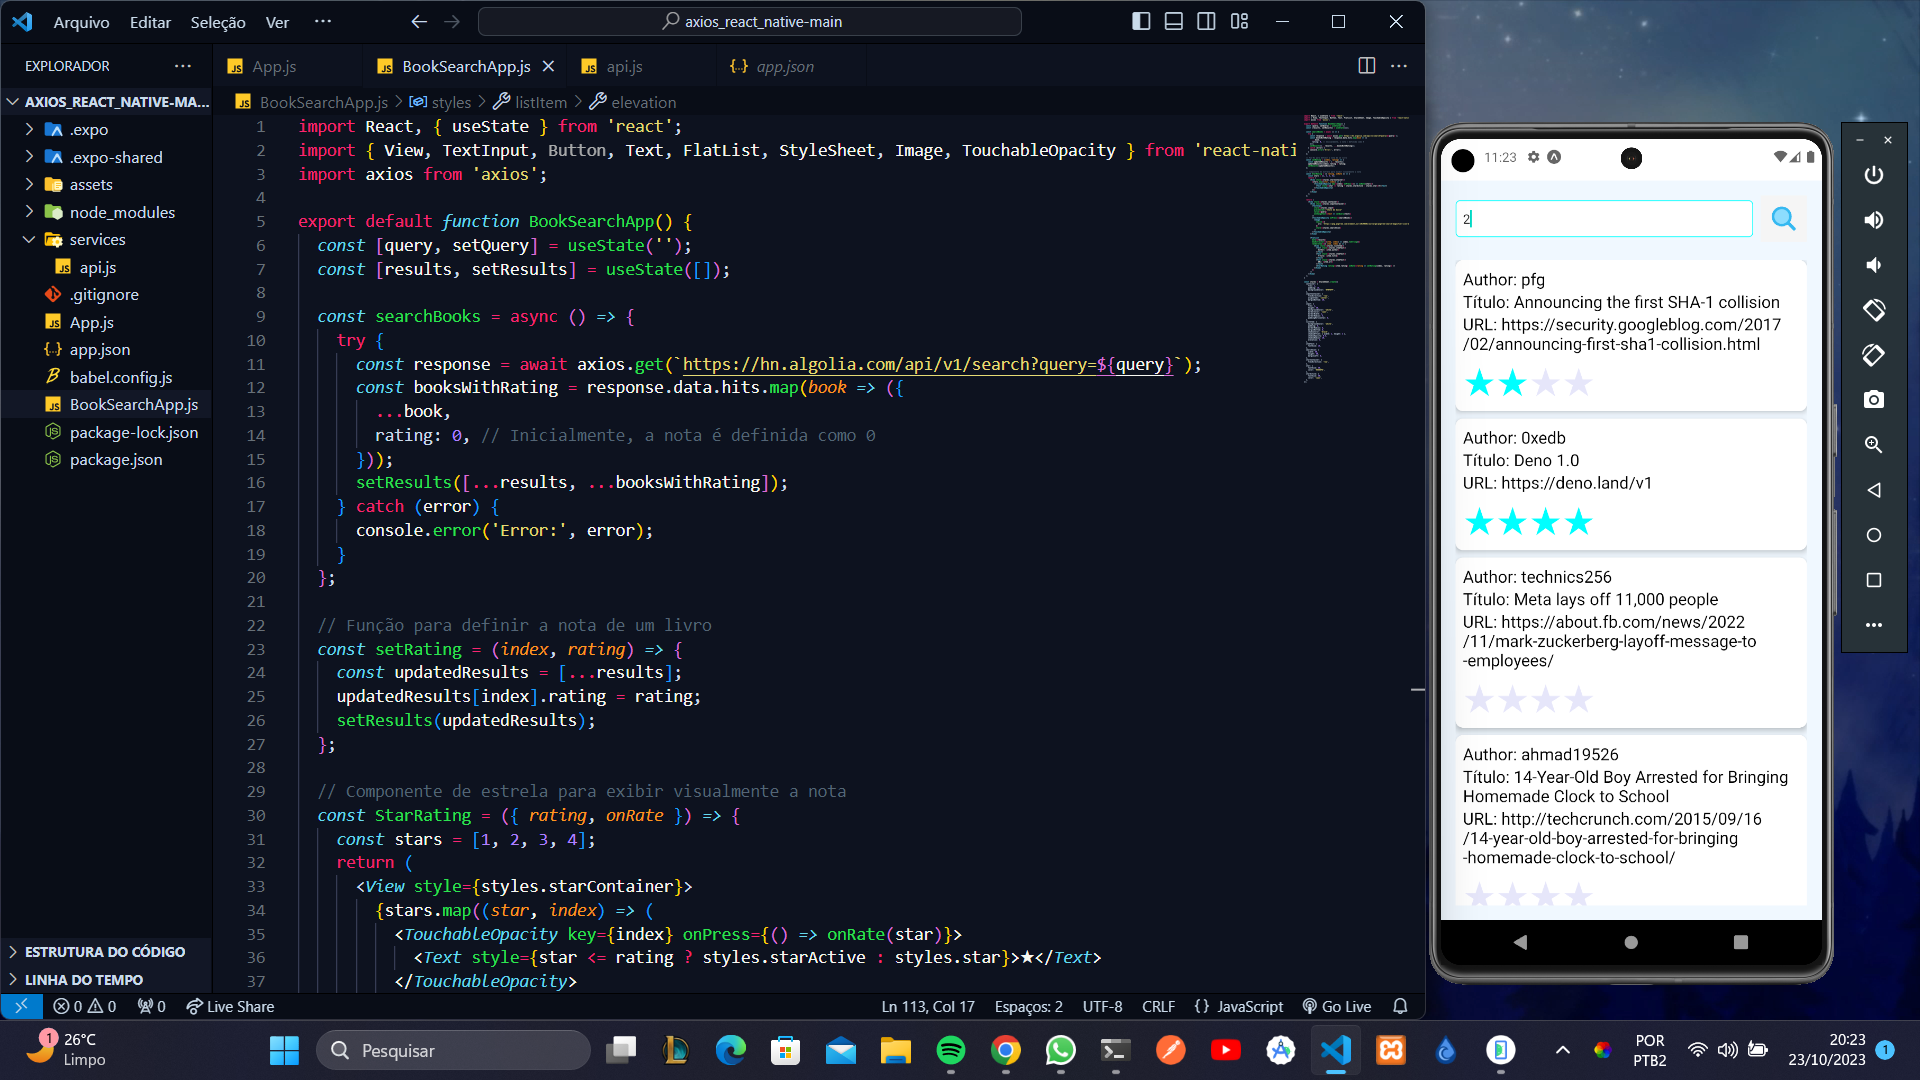 Arquivo Editar Seleção Ver ··· axios_react_native-main
EXPLORADOR ···
App.js BookSearchApp.js api.js {..} app.json
BookSearchApp.js > styles > listItem > elevation
AXIOS_REACT_NATIVE-MA...
.expo
.expo-shared
assets
node_modules
services
JS api.js
.gitignore
JS App.js
{..} app.json
babel.config.js
JS BookSearchApp.js
package-lock.json
package.json
ESTRUTURA DO CÓDIGO
LINHA DO TEMPO
1 import React, { useState } from 'react';
2 import { View, TextInput, Button, Text, FlatList, StyleSheet, Image, TouchableOpacity } from 'react-nati
3 import axios from 'axios';
4
5 export default function BookSearchApp() {
6 const [query, setQuery] = useState('');
7 const [results, setResults] = useState([]);
8
9 const searchBooks = async () => {
10 try {
11 const response = await axios.get(`https://hn.algolia.com/api/v1/search?query=${query}`);
12 const booksWithRating = response.data.hits.map(book => ({
13 ...book,
14 rating: 0, // Inicialmente, a nota é definida como 0
15 }));
16 setResults([...results, ...booksWithRating]);
17 } catch (error) {
18 console.error('Error:', error);
19 }
20 };
21
22 // Função para definir a nota de um livro
23 const setRating = (index, rating) => {
24 const updatedResults = [...results];
25 updatedResults[index].rating = rating;
26 setResults(updatedResults);
27 };
28
29 // Componente de estrela para exibir visualmente a nota
30 const StarRating = ({ rating, onRate }) => {
31 const stars = [1, 2, 3, 4];
32 return (
33 <View style={styles.starContainer}>
34 {stars.map((star, index) => (
35 <TouchableOpacity key={index} onPress={() => onRate(star)}>
36 <Text style={star <= rating ? styles.starActive : styles.star}>★</Text>
37 </TouchableOpacity>
0 0 0 Live Share
Ln 113, Col 17 Espaços: 2 UTF-8 CRLF {} JavaScript Go Live
11:23
2
Author: pfg
Título: Announcing the first SHA-1 collision
URL: https://security.googleblog.com/2017
/02/announcing-first-sha1-collision.html
Author: 0xedb
Título: Deno 1.0
URL: https://deno.land/v1
Author: technics256
Título: Meta lays off 11,000 people
URL: https://about.fb.com/news/2022
/11/mark-zuckerberg-layoff-message-to
-employees/
Author: ahmad19526
Título: 14-Year-Old Boy Arrested for Bringing
Homemade Clock to School
URL: http://techcrunch.com/2015/09/16
/14-year-old-boy-arrested-for-bringing
-homemade-clock-to-school/
1 26°C
Limpo
Pesquisar
POR
PTB2
20:23
23/10/2023
1